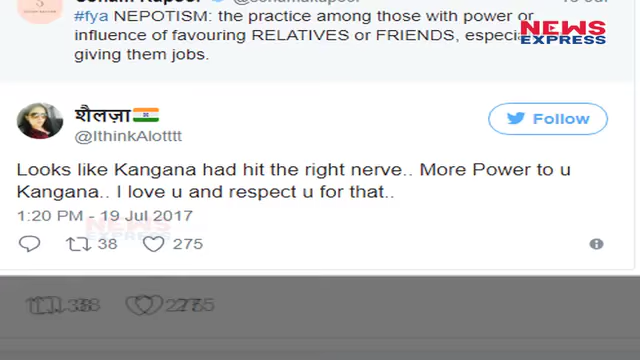 #fya NEPOTISM: the practice among those with power or
influence of favouring RELATIVES or FRIENDS,
giving them jobs.
NEWS
EXPRESS
शैलज़ा
@IthinkAlotttt
Follow
Looks like Kangana had hit the right nerve.. More Power to u
Kangana.. I love u and respect u for that..
1:20 PM - 19 Jul 2017
NEWS
EXPRESS
38
275